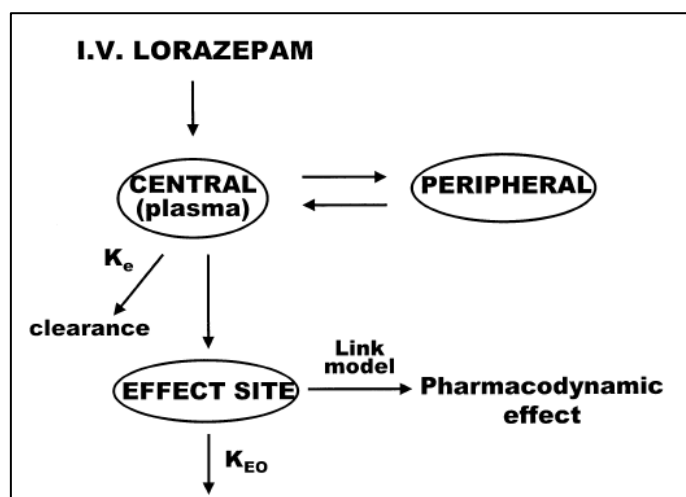 I.V. LORAZEPAM
CENTRAL
(plasma)
PERIPHERAL
Ke
clearance
EFFECT SITE
Link
model
Pharmacodynamic
effect
KEO